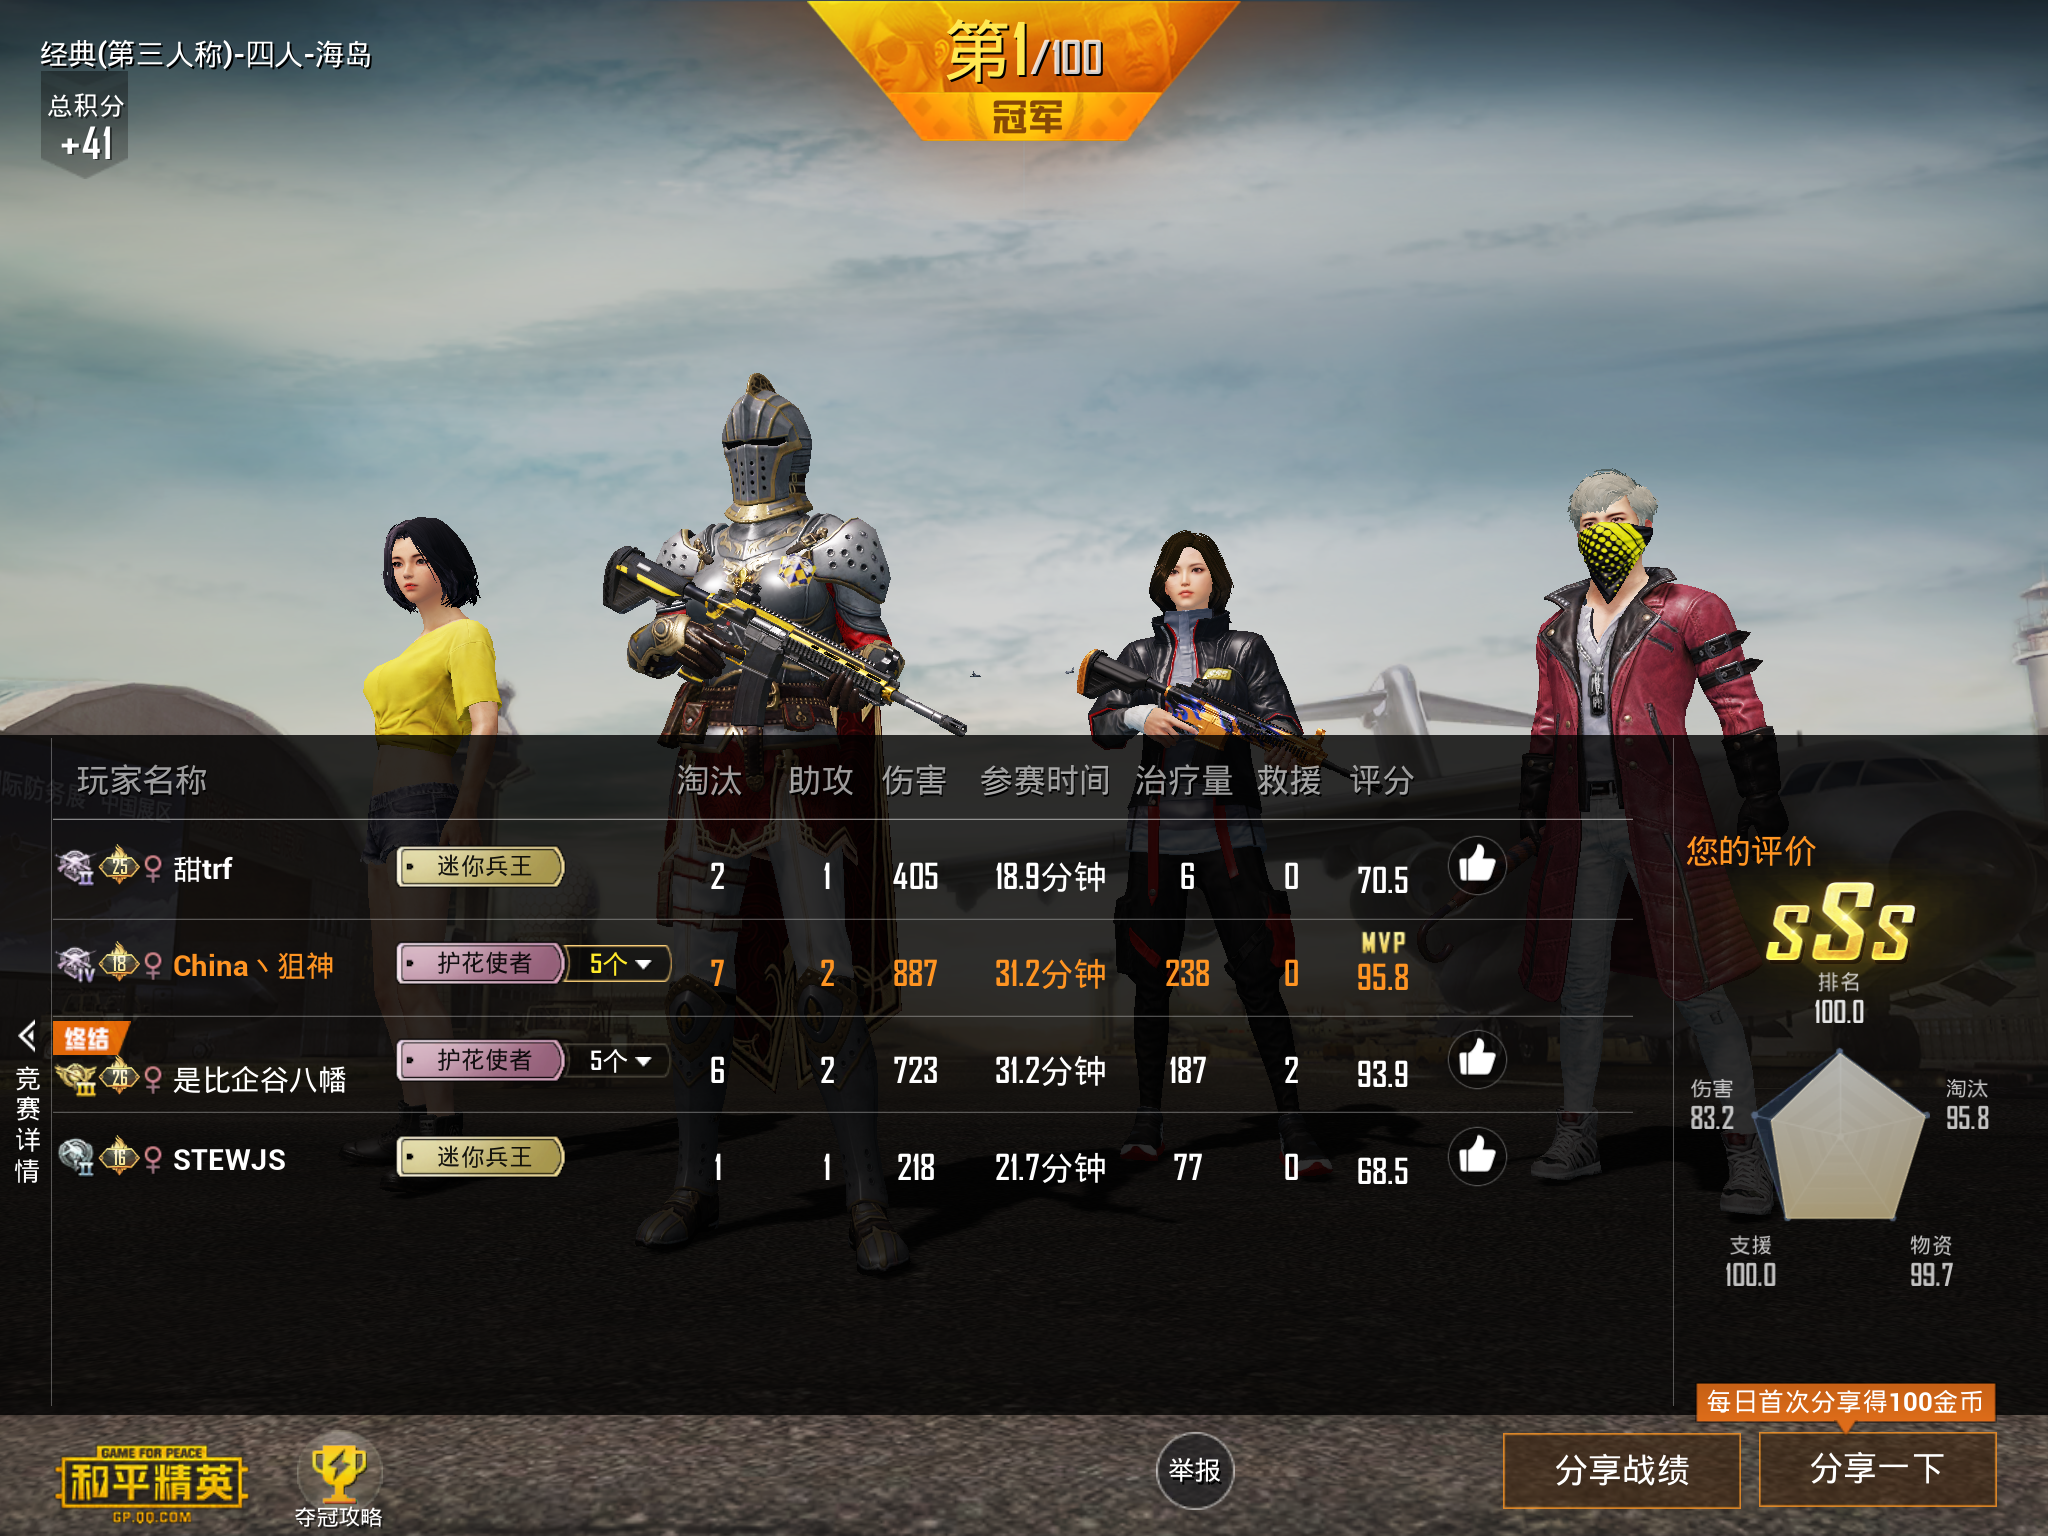 经典(第三人称)-四人-海岛
总积分
+41
第1/100
冠军
玩家名称 淘汰 助攻 伤害 参赛时间 治疗量 救援 评分
II 25 甜trf 迷你兵王 2 1 405 18.9分钟 6 0 70.5
MVP
IV 18 China丶狙神 护花使者 5个 7 2 887 31.2分钟 238 0 95.8
终结
III 26 是比企谷八幡 护花使者 5个 6 2 723 31.2分钟 187 2 93.9
II 16 STEWJS 迷你兵王 1 1 218 21.7分钟 77 0 68.5
竞赛详情
您的评价
sSs
排名
100.0
伤害
83.2
淘汰
95.8
支援
100.0
物资
99.7
每日首次分享得100金币
GAME FOR PEACE
和平精英
GP.QQ.COM
夺冠攻略
举报
分享战绩
分享一下